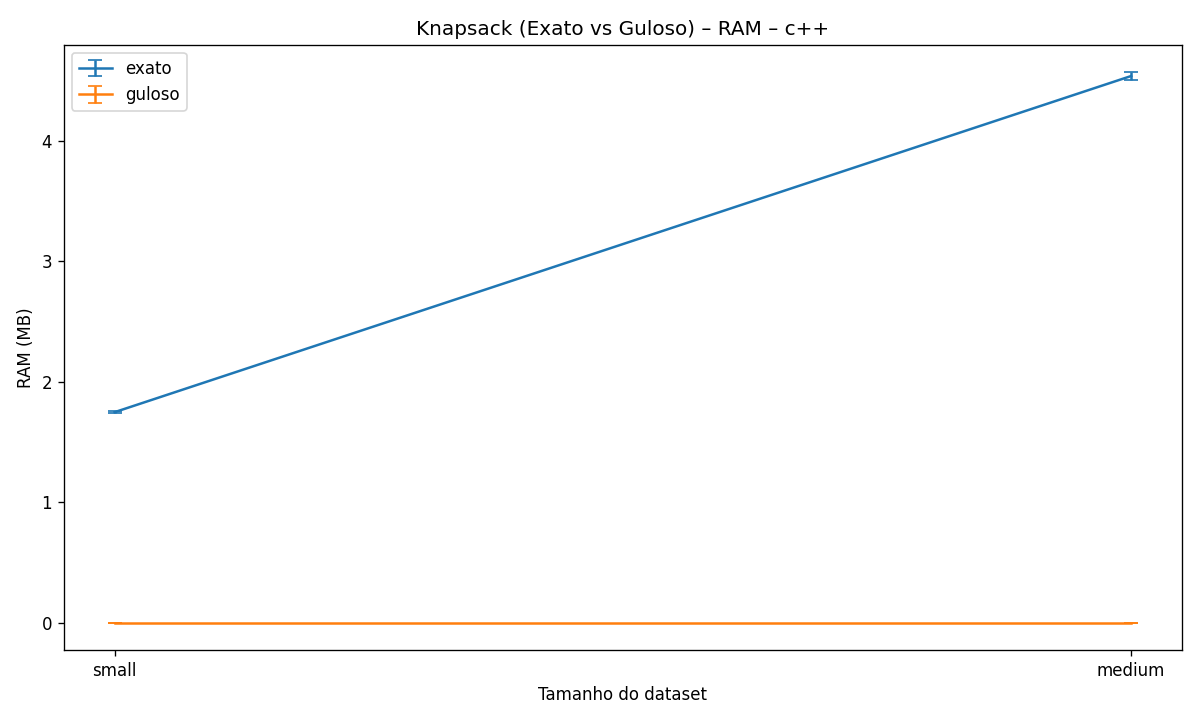 Knapsack (Exato vs Guloso) – RAM – c++
exato
guloso
RAM (MB)
4
3
2
1
0
small
medium
Tamanho do dataset